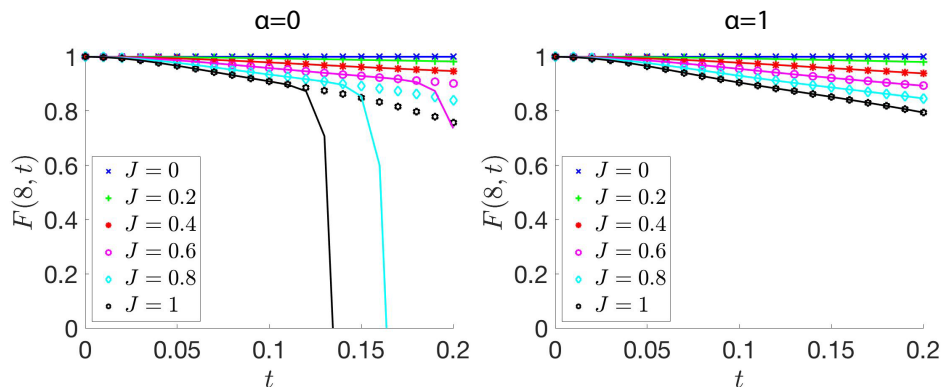 α=0
1
0.8
0.6
0.4
0.2
0
F(8, t)
J = 0
J = 0.2
J = 0.4
J = 0.6
J = 0.8
J = 1
0 0.05 0.1 0.15 0.2
t
α=1
1
0.8
0.6
0.4
0.2
0
F(8, t)
J = 0
J = 0.2
J = 0.4
J = 0.6
J = 0.8
J = 1
0 0.05 0.1 0.15 0.2
t